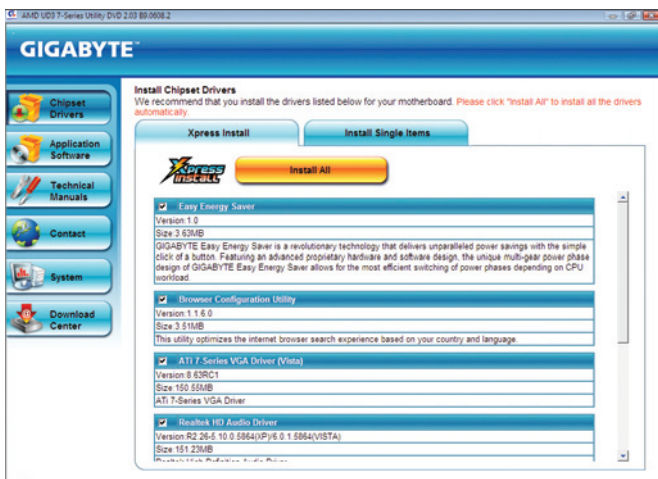 AMD UD3 7-Series Utility DVD 2.03 B9.0608.2
GIGABYTE™
Chipset
Drivers
Application
Software
Technical
Manuals
Contact
System
Download
Center
Install Chipset Drivers
We recommend that you install the drivers listed below for your motherboard. Please click "Install All" to install all the drivers
automatically.
Xpress Install
Install Single Items
Xpress
INSTALL
Install All
Easy Energy Saver
Version:1.0
Size:3.63MB
GIGABYTE Easy Energy Saver is a revolutionary technology that delivers unparalleled power savings with the simple
click of a button. Featuring an advanced proprietary hardware and software design, the unique multi-gear power phase
design of GIGABYTE Easy Energy Saver allows for the most efficient switching of power phases depending on CPU
workload.
Browser Configuration Utility
Version:1.1.6.0
Size:3.51MB
This utility optimizes the internet browser search experience based on your country and language.
ATi 7-Series VGA Driver (Vista)
Version:8.63RC1
Size:150.55MB
ATi 7-Series VGA Driver
Realtek HD Audio Driver
Version:R2.26-5.10.0.5864(XP)/6.0.1.5864(VISTA)
Size:151.23MB
Realtek High Definition Audio Driver